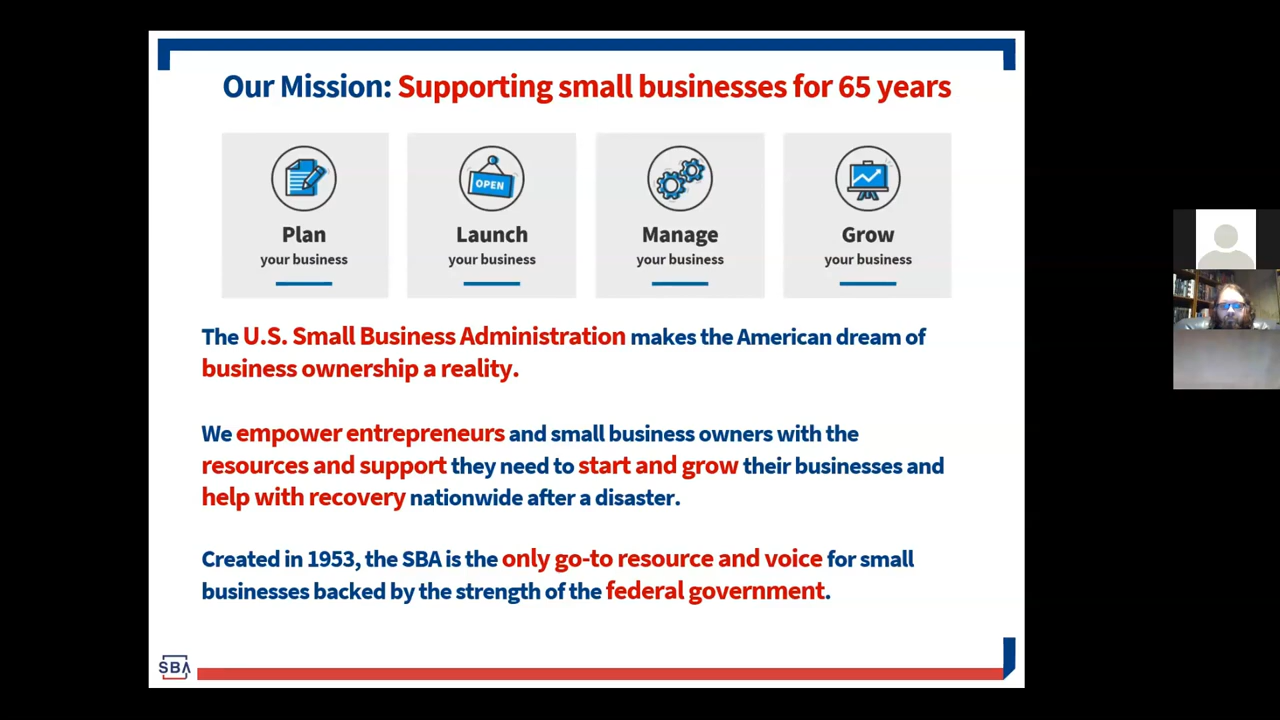 Our Mission: Supporting small businesses for 65 years
OPEN
Plan
your business
Launch
your business
Manage
your business
Grow
your business
The U.S. Small Business Administration makes the American dream of
business ownership a reality.
We empower entrepreneurs and small business owners with the
resources and support they need to start and grow their businesses and
help with recovery nationwide after a disaster.
Created in 1953, the SBA is the only go-to resource and voice for small
businesses backed by the strength of the federal government.
SBA